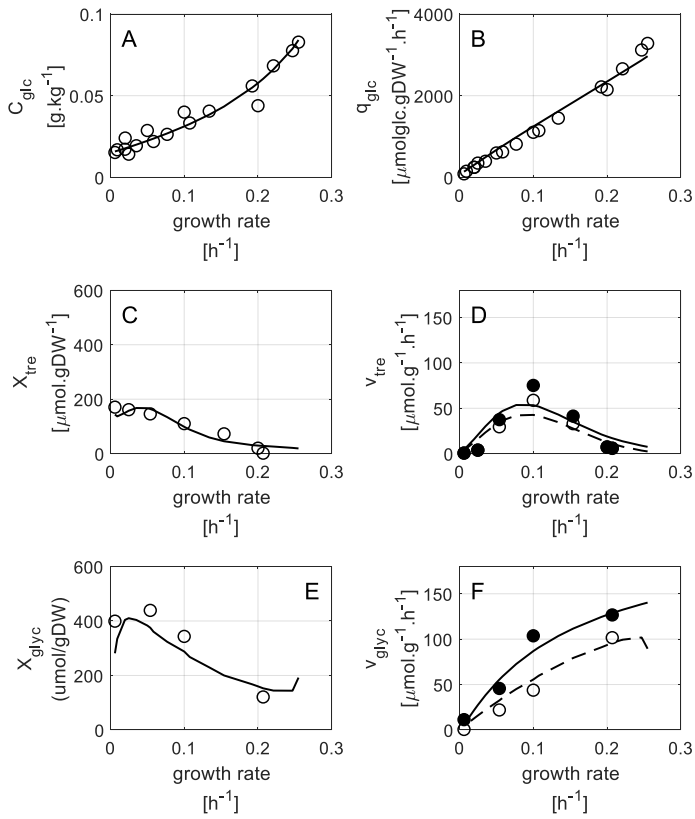 A
C_glc
[g.kg⁻¹]
0.1
0.05
0
0 0.1 0.2 0.3
growth rate
[h⁻¹]
B
q_glc
[μmolglc.gDW⁻¹.h⁻¹]
4000
2000
0
0 0.1 0.2 0.3
growth rate
[h⁻¹]
C
X_tre
[μmol.gDW⁻¹]
600
400
200
0
0 0.1 0.2 0.3
growth rate
[h⁻¹]
D
v_tre
[μmol.g⁻¹.h⁻¹]
150
100
50
0
0 0.1 0.2 0.3
growth rate
[h⁻¹]
E
X_glyc
(umol/gDW)
600
400
200
0
0 0.1 0.2 0.3
growth rate
[h⁻¹]
F
v_glyc
[μmol.g⁻¹.h⁻¹]
150
100
50
0
0 0.1 0.2 0.3
growth rate
[h⁻¹]